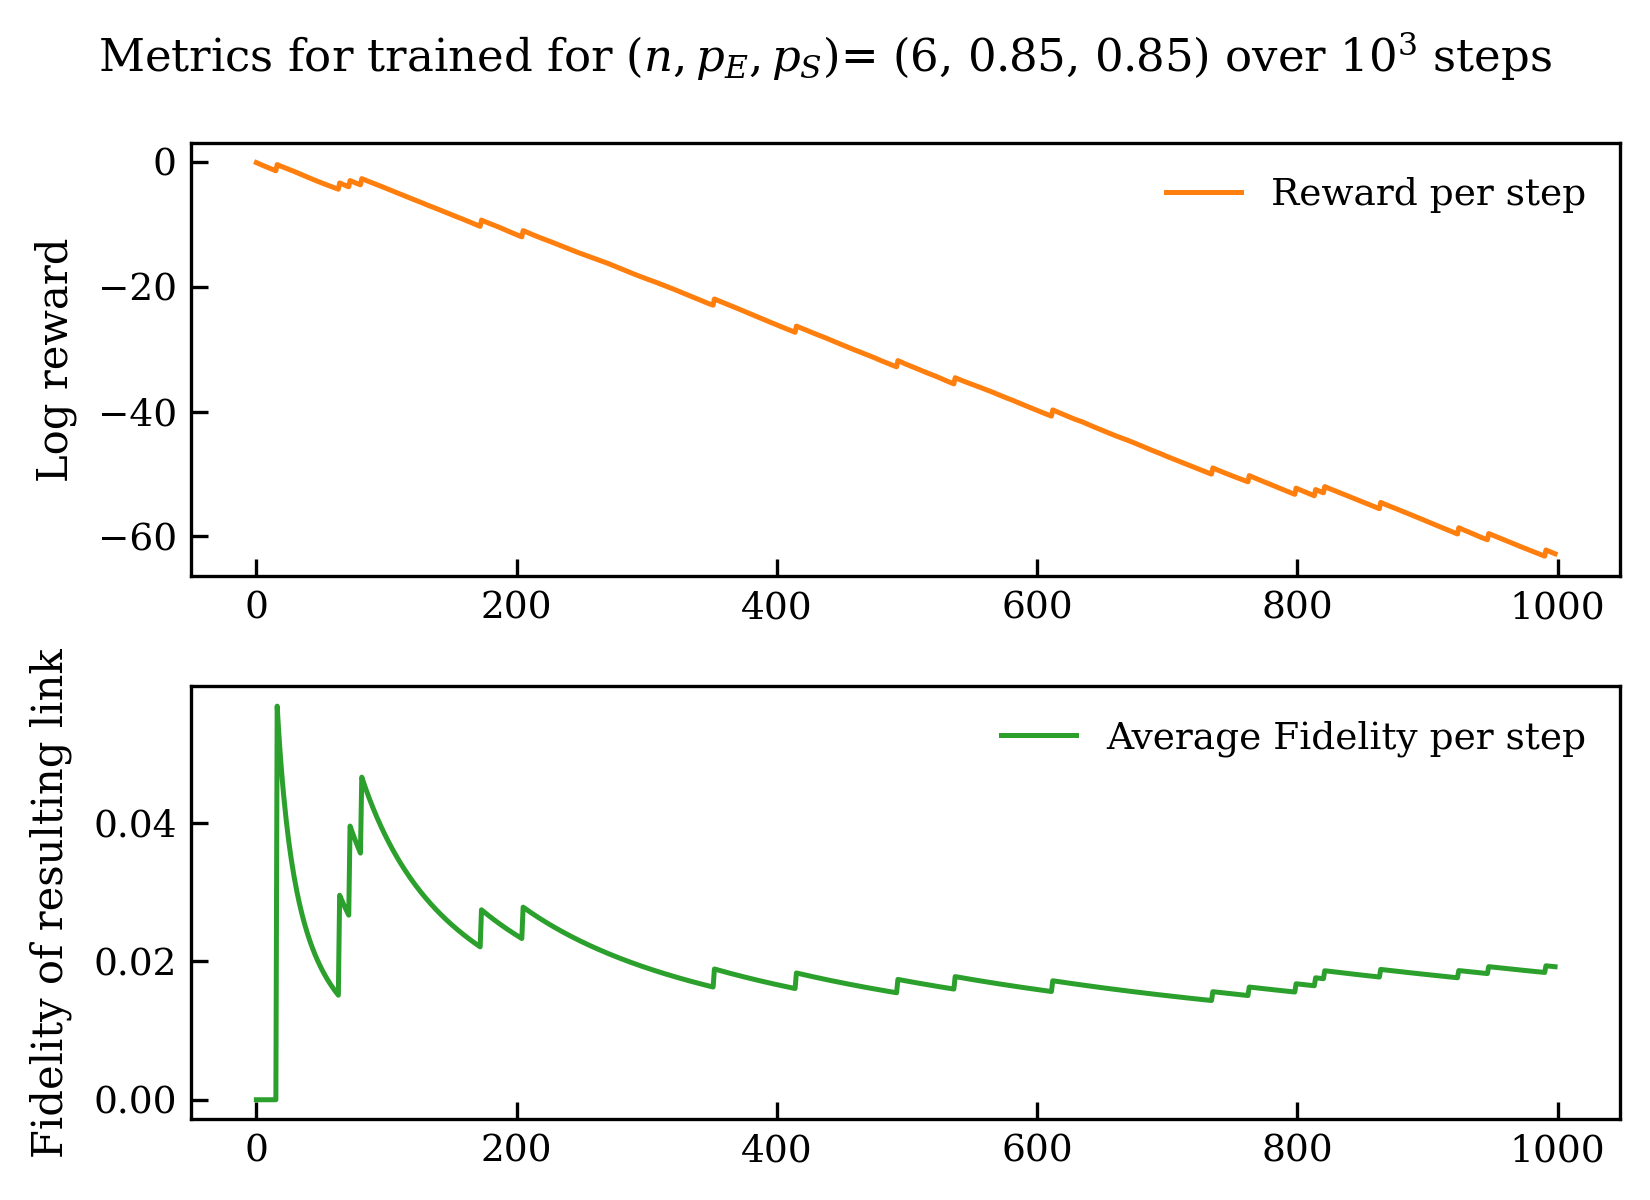 Metrics for trained for (n, p_E, p_S)= (6, 0.85, 0.85) over 10³ steps
Log reward
0
−20
−40
−60
Reward per step
0 200 400 600 800 1000
Fidelity of resulting link
0.04
0.02
0.00
Average Fidelity per step
0 200 400 600 800 1000